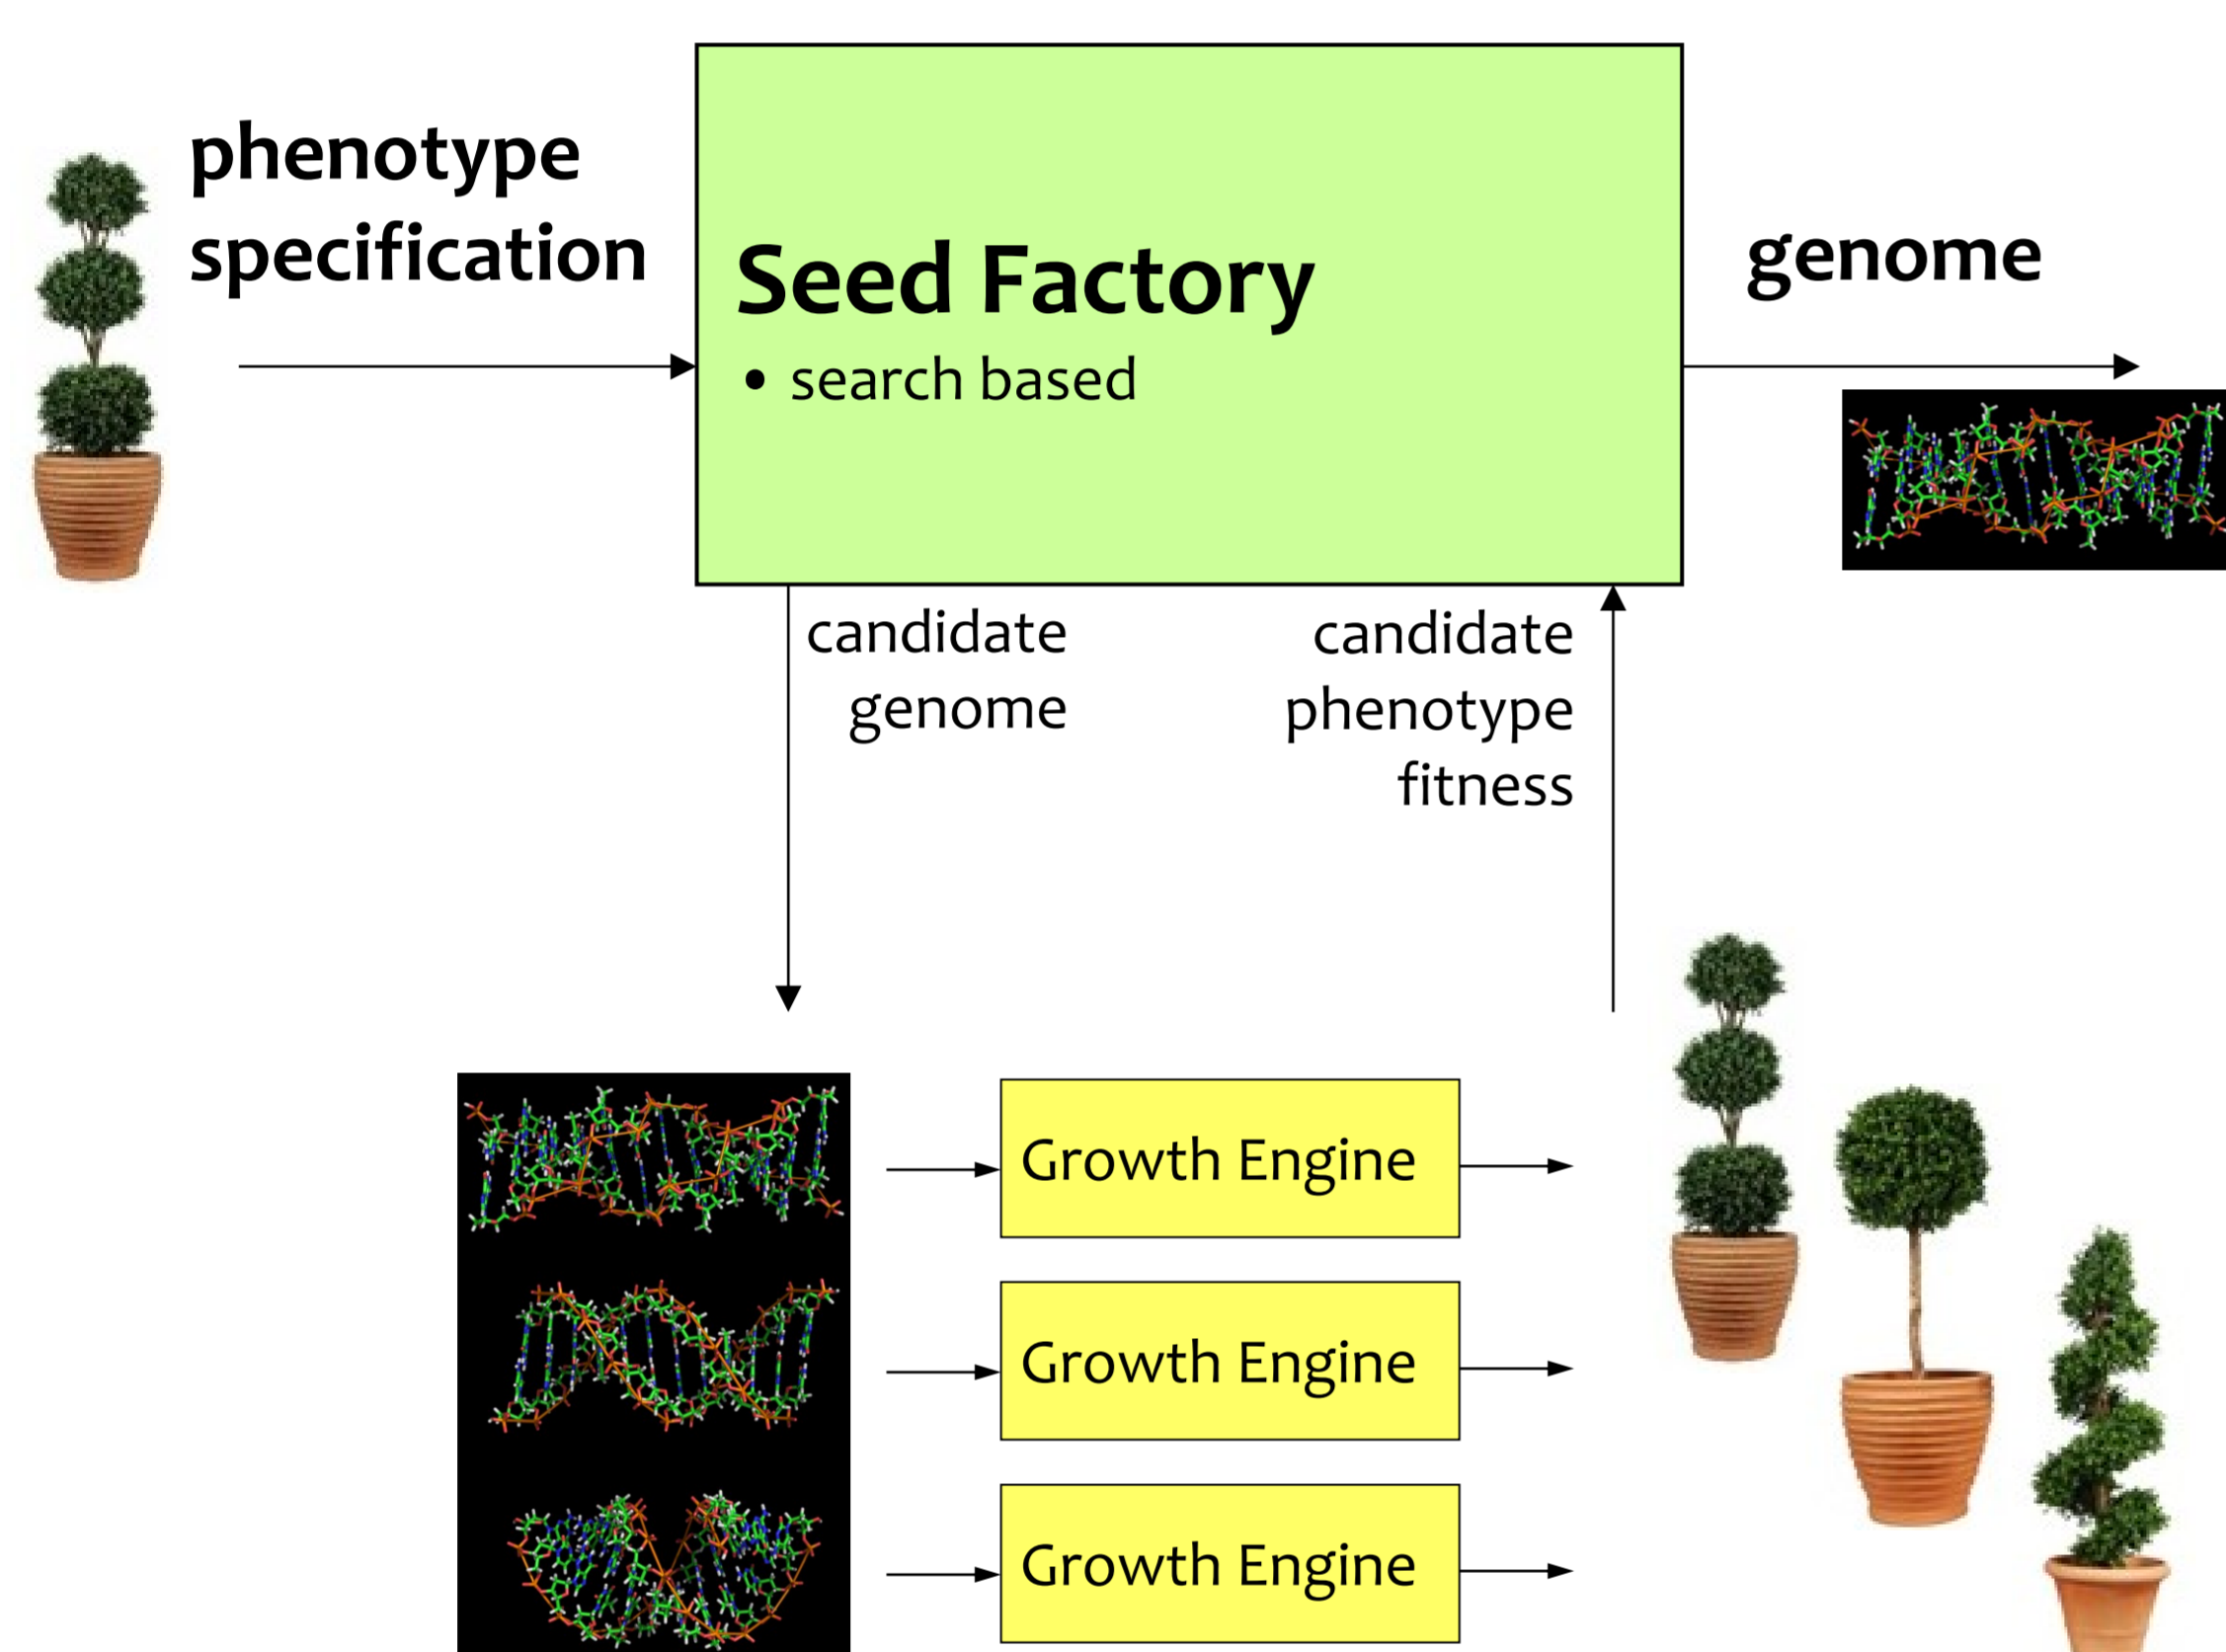 phenotype
specification
Seed Factory
• search based
genome
candidate
genome
candidate
phenotype
fitness
Growth Engine
Growth Engine
Growth Engine